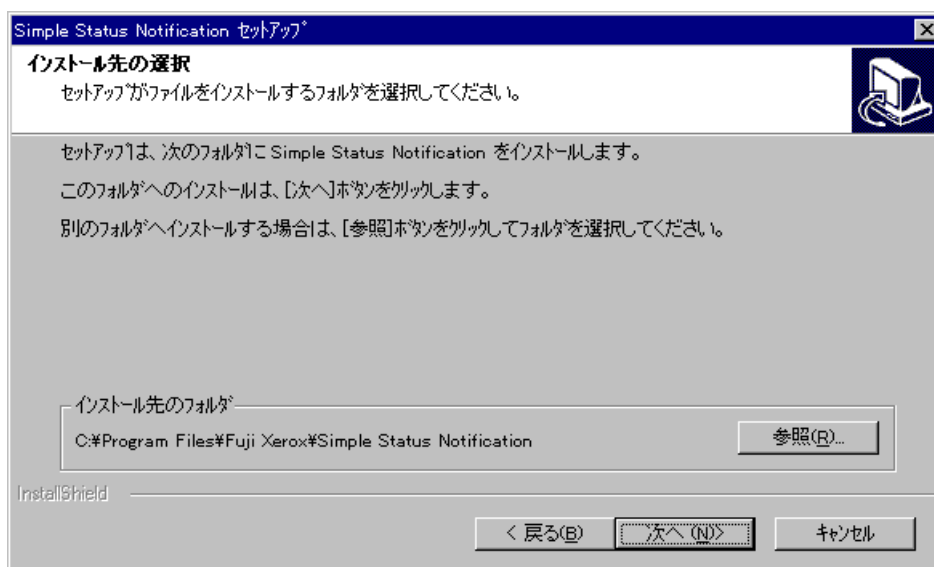 Simple Status Notification ｾｯﾄｱｯﾌﾟ
ｲﾝｽﾄｰﾙ先の選択
ｾｯﾄｱｯﾌﾟがﾌｧｲﾙをｲﾝｽﾄｰﾙするﾌｫﾙﾀﾞを選択してください。
ｾｯﾄｱｯﾌﾟは、次のﾌｫﾙﾀﾞに Simple Status Notification をｲﾝｽﾄｰﾙします。
このﾌｫﾙﾀﾞへのｲﾝｽﾄｰﾙは、[次へ]ﾎﾞﾀﾝをｸﾘｯｸします。
別のﾌｫﾙﾀﾞへｲﾝｽﾄｰﾙする場合は、[参照]ﾎﾞﾀﾝをｸﾘｯｸしてﾌｫﾙﾀﾞを選択してください。
ｲﾝｽﾄｰﾙ先のﾌｫﾙﾀﾞ
C:¥Program Files¥Fuji Xerox¥Simple Status Notification
参照(R)...
InstallShield
< 戻る(B)
次へ (N)>
ｷｬﾝｾﾙ